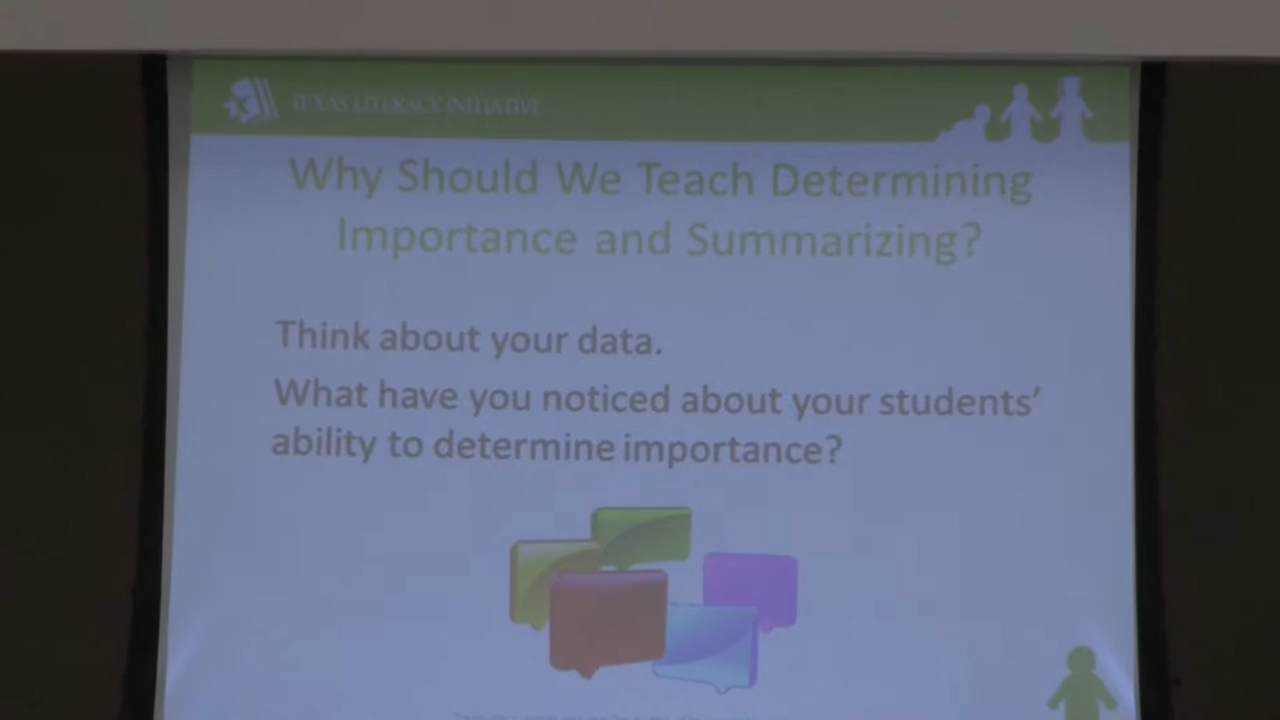 TEXAS LITERACY INITIATIVE
Why Should We Teach Determining
Importance and Summarizing?
Think about your data.
What have you noticed about your students’
ability to determine importance?